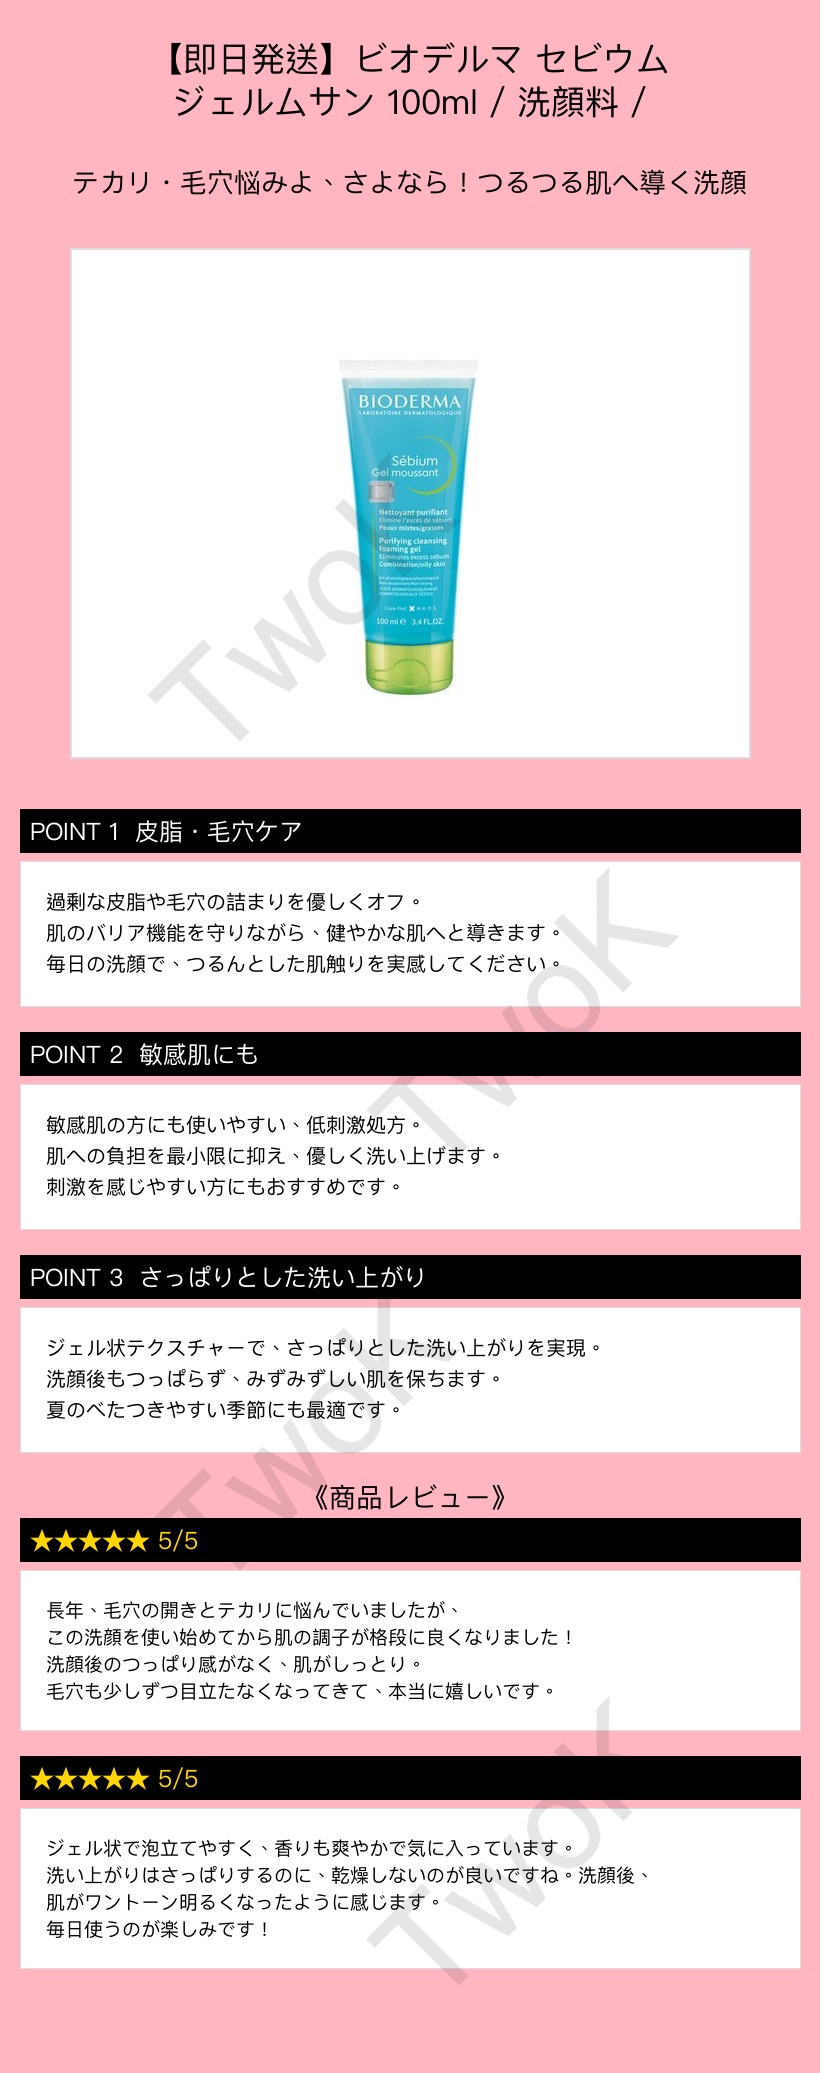 【即日発送】ビオデルマ セビウム
ジェルムサン 100ml / 洗顔料 /
テカリ・毛穴悩みよ、さよなら！つるつる肌へ導く洗顔
BIODERMA
LABORATOIRE DERMATOLOGIQUE
Sébium
Gel moussant
Nettoyant purifiant
Élimine l'excès de sébum
Peaux mixtes/grasses
Purifying cleansing
foaming gel
Eliminates excess sebum
Combination/oily skin
pH physiologique/physiological
Non desséchant/Non-drying
TESTÉ DERMATOLOGIQUEMENT
DERMATOLOGICALLY TESTED
Care first NAOS
100 ml ℮ 3.4 FL.OZ.
TwoK
POINT 1 皮脂・毛穴ケア
過剰な皮脂や毛穴の詰まりを優しくオフ。
肌のバリア機能を守りながら、健やかな肌へと導きます。
毎日の洗顔で、つるんとした肌触りを実感してください。
TwoK
POINT 2 敏感肌にも
敏感肌の方にも使いやすい、低刺激処方。
肌への負担を最小限に抑え、優しく洗い上げます。
刺激を感じやすい方にもおすすめです。
POINT 3 さっぱりとした洗い上がり
ジェル状テクスチャーで、さっぱりとした洗い上がりを実現。
洗顔後もつっぱらず、みずみずしい肌を保ちます。
夏のべたつきやすい季節にも最適です。
TwoK
《商品レビュー》
★★★★★ 5/5
長年、毛穴の開きとテカリに悩んでいましたが、
この洗顔を使い始めてから肌の調子が格段に良くなりました！
洗顔後のつっぱり感がなく、肌がしっとり。
毛穴も少しずつ目立たなくなってきて、本当に嬉しいです。
★★★★★ 5/5
ジェル状で泡立てやすく、香りも爽やかで気に入っています。
洗い上がりはさっぱりするのに、乾燥しないのが良いですね。洗顔後、
肌がワントーン明るくなったように感じます。
毎日使うのが楽しみです！
TwoK